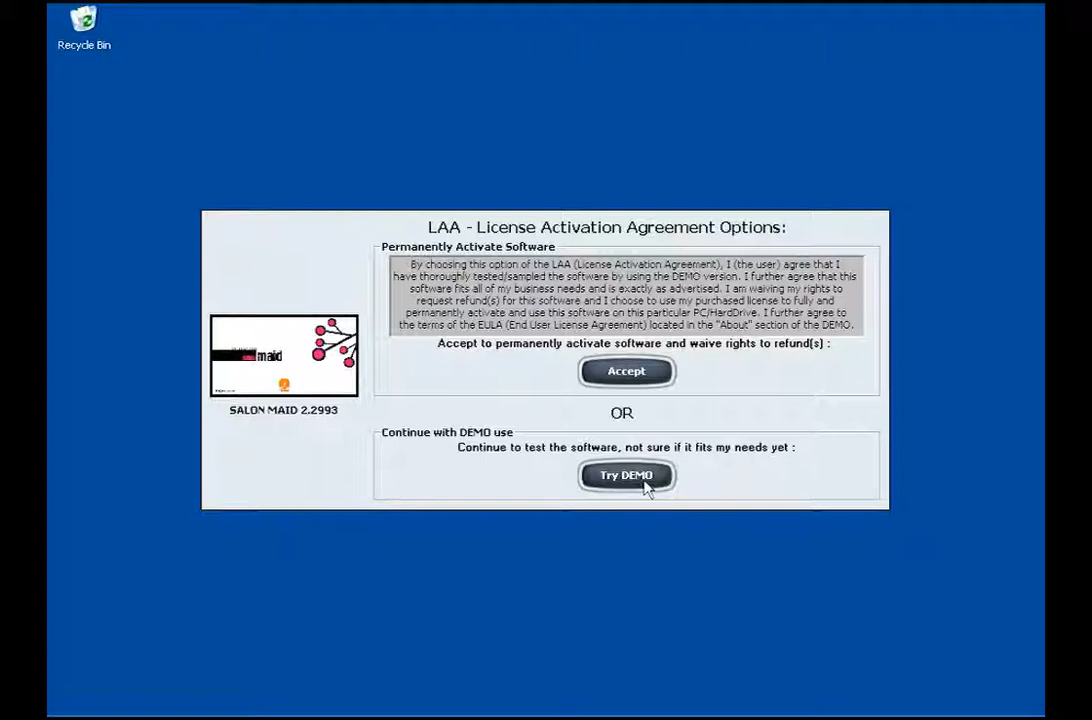 Recycle Bin
LAA - License Activation Agreement Options:
Permanently Activate Software
By choosing this option of the LAA (License Activation Agreement), I (the user) agree that I
have thoroughly tested/sampled the software by using the DEMO version. I further agree that this
software fits all of my business needs and is exactly as advertised. I am waiving my rights to
request refund(s) for this software and I choose to use my purchased license to fully and
permanently activate and use this software on this particular PC/HardDrive. I further agree to
the terms of the EULA (End User License Agreement) located in the "About" section of the DEMO.
Accept to permanently activate software and waive rights to refund(s) :
Accept
maid
SALON MAID 2.2993
OR
Continue with DEMO use
Continue to test the software, not sure if it fits my needs yet :
Try DEMO